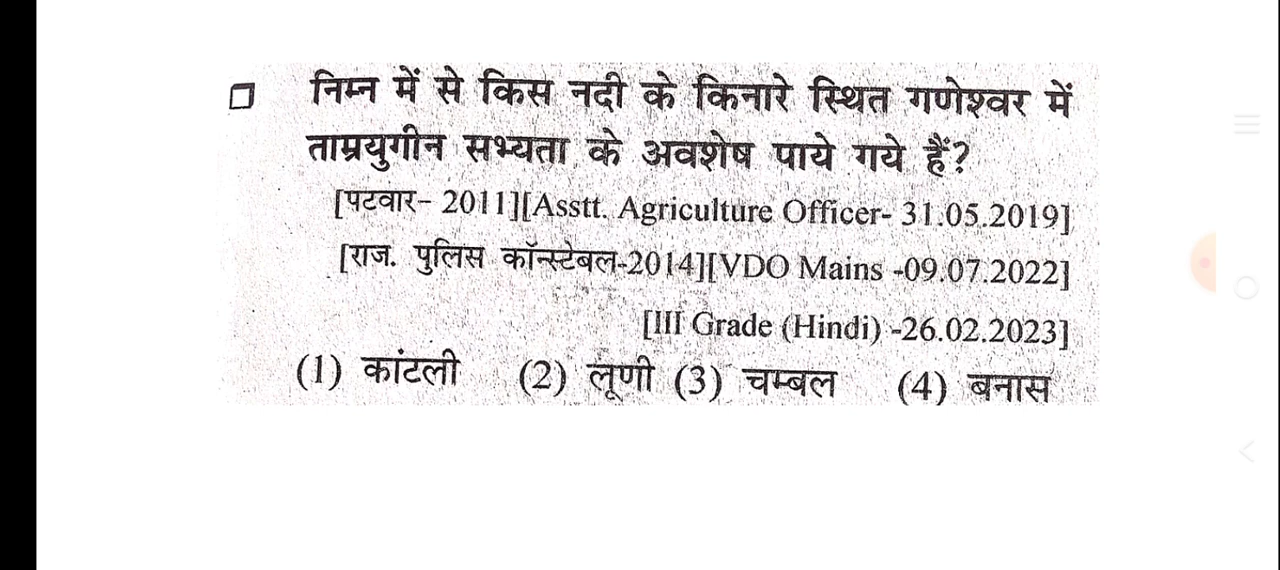 निम्न में से किस नदी के किनारे स्थित गणेश्वर में
ताम्रयुगीन सभ्यता के अवशेष पाये गये हैं?
[पटवार- 2011][Asstt. Agriculture Officer- 31.05.2019]
[राज. पुलिस कॉन्स्टेबल-2014][VDO Mains -09.07.2022]
[III Grade (Hindi) -26.02.2023]
(1) कांटली (2) लूणी (3) चम्बल (4) बनास